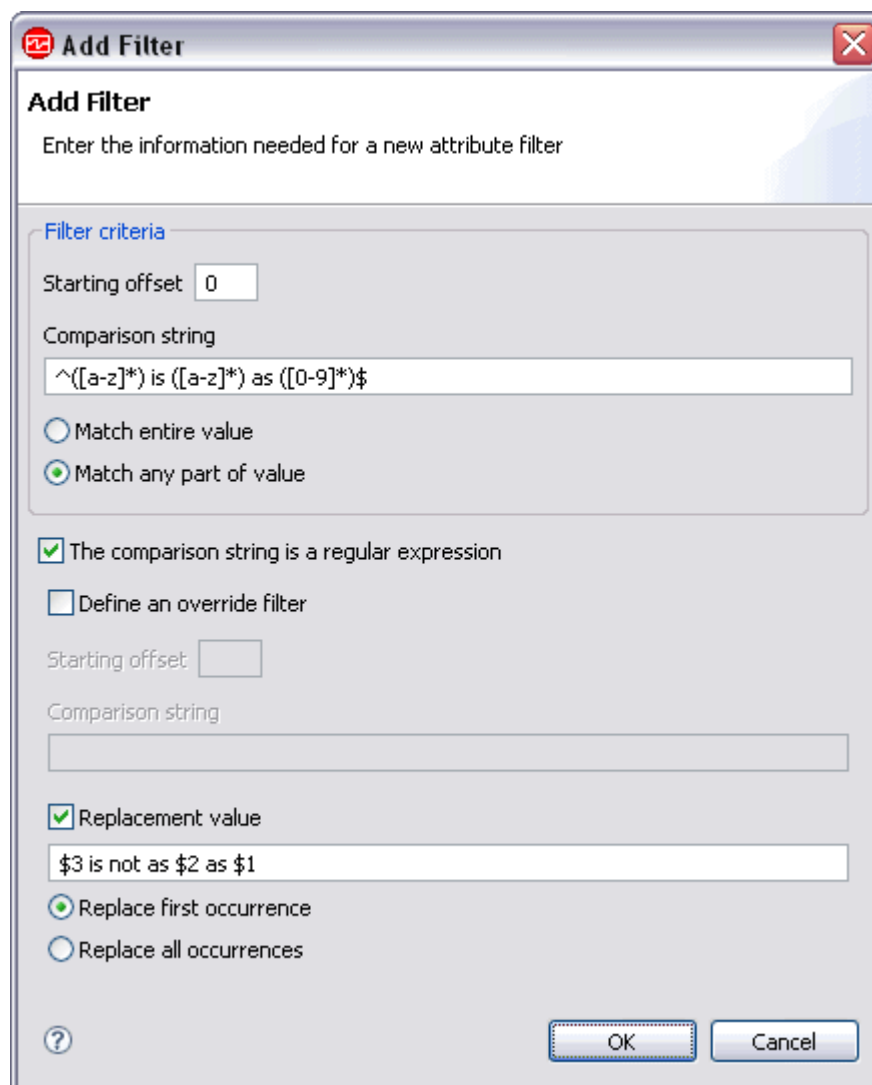 Add Filter
Add Filter
Enter the information needed for a new attribute filter
Filter criteria
Starting offset 0
Comparison string
^([a-z]*) is ([a-z]*) as ([0-9]*)$
Match entire value
Match any part of value
The comparison string is a regular expression
Define an override filter
Starting offset
Comparison string
Replacement value
$3 is not as $2 as $1
Replace first occurrence
Replace all occurrences
?
OK Cancel